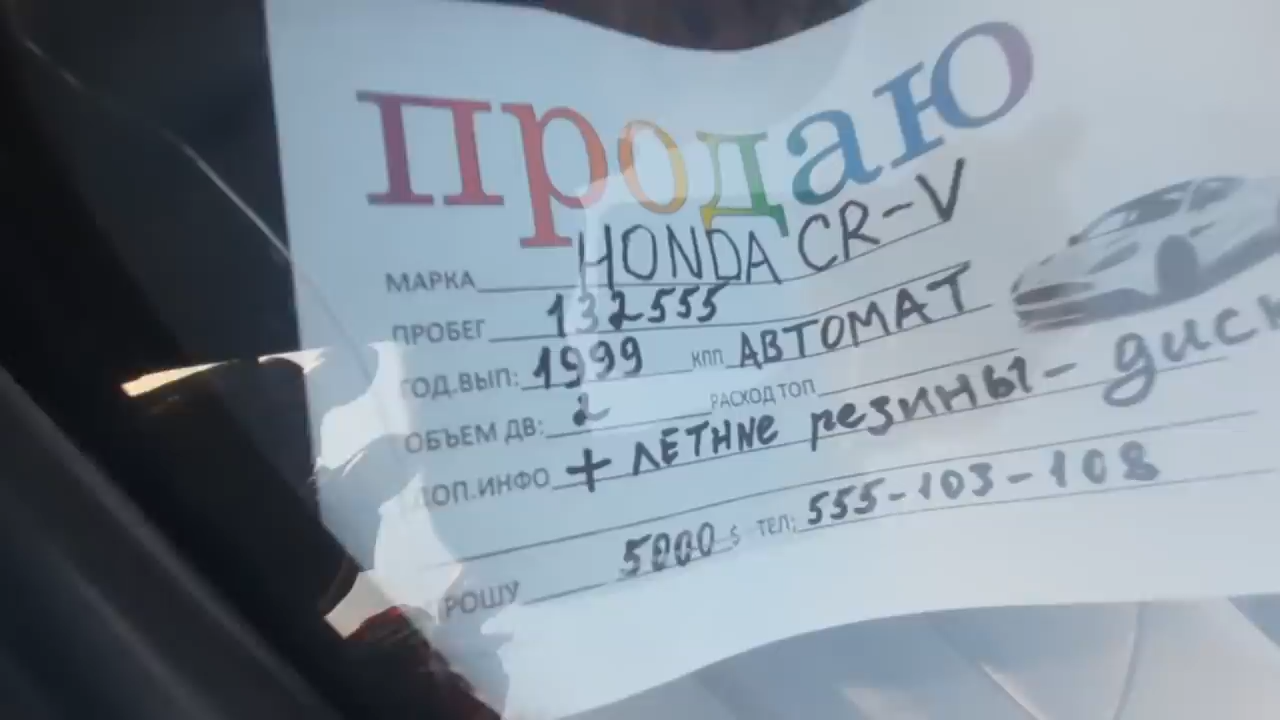 продаю
МАРКА HONDA CR-V
ПРОБЕГ 132555
ГОД.ВЫП: 1999 КПП АВТОМАТ
ОБЪЕМ ДВ: 2 РАСХОД ТОП
ДОП.ИНФО + ЛЕТНИЕ резины - диск
РОШУ 5000 $ ТЕЛ: 555-103-108